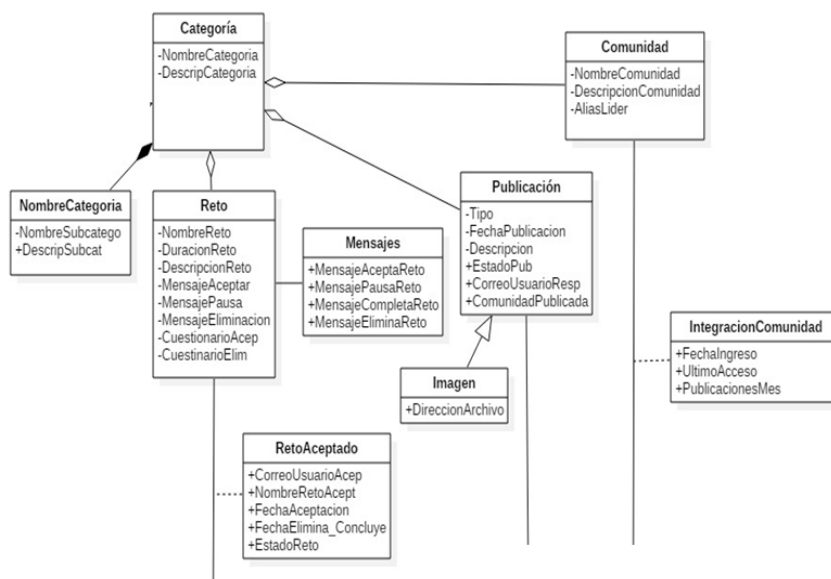 Categoría
-NombreCategoria
-DescripCategoria
Comunidad
-NombreComunidad
-DescripcionComunidad
-AliasLider
NombreCategoria
-NombreSubcatego
+DescripSubcat
Reto
-NombreReto
-DuracionReto
-DescripcionReto
-MensajeAceptar
-MensajePausa
-MensajeEliminacion
-CuestionarioAcep
-CuestinarioElim
Mensajes
+MensajeAceptaReto
+MensajePausaReto
+MensajeCompletaReto
+MensajeEliminaReto
Publicación
-Tipo
-FechaPublicacion
-Descripcion
+EstadoPub
+CorreoUsuarioResp
+ComunidadPublicada
IntegracionComunidad
+FechaIngreso
+UltimoAcceso
+PublicacionesMes
Imagen
+DireccionArchivo
RetoAceptado
+CorreoUsuarioAcep
+NombreRetoAcept
+FechaAceptacion
+FechaElimina_Concluye
+EstadoReto